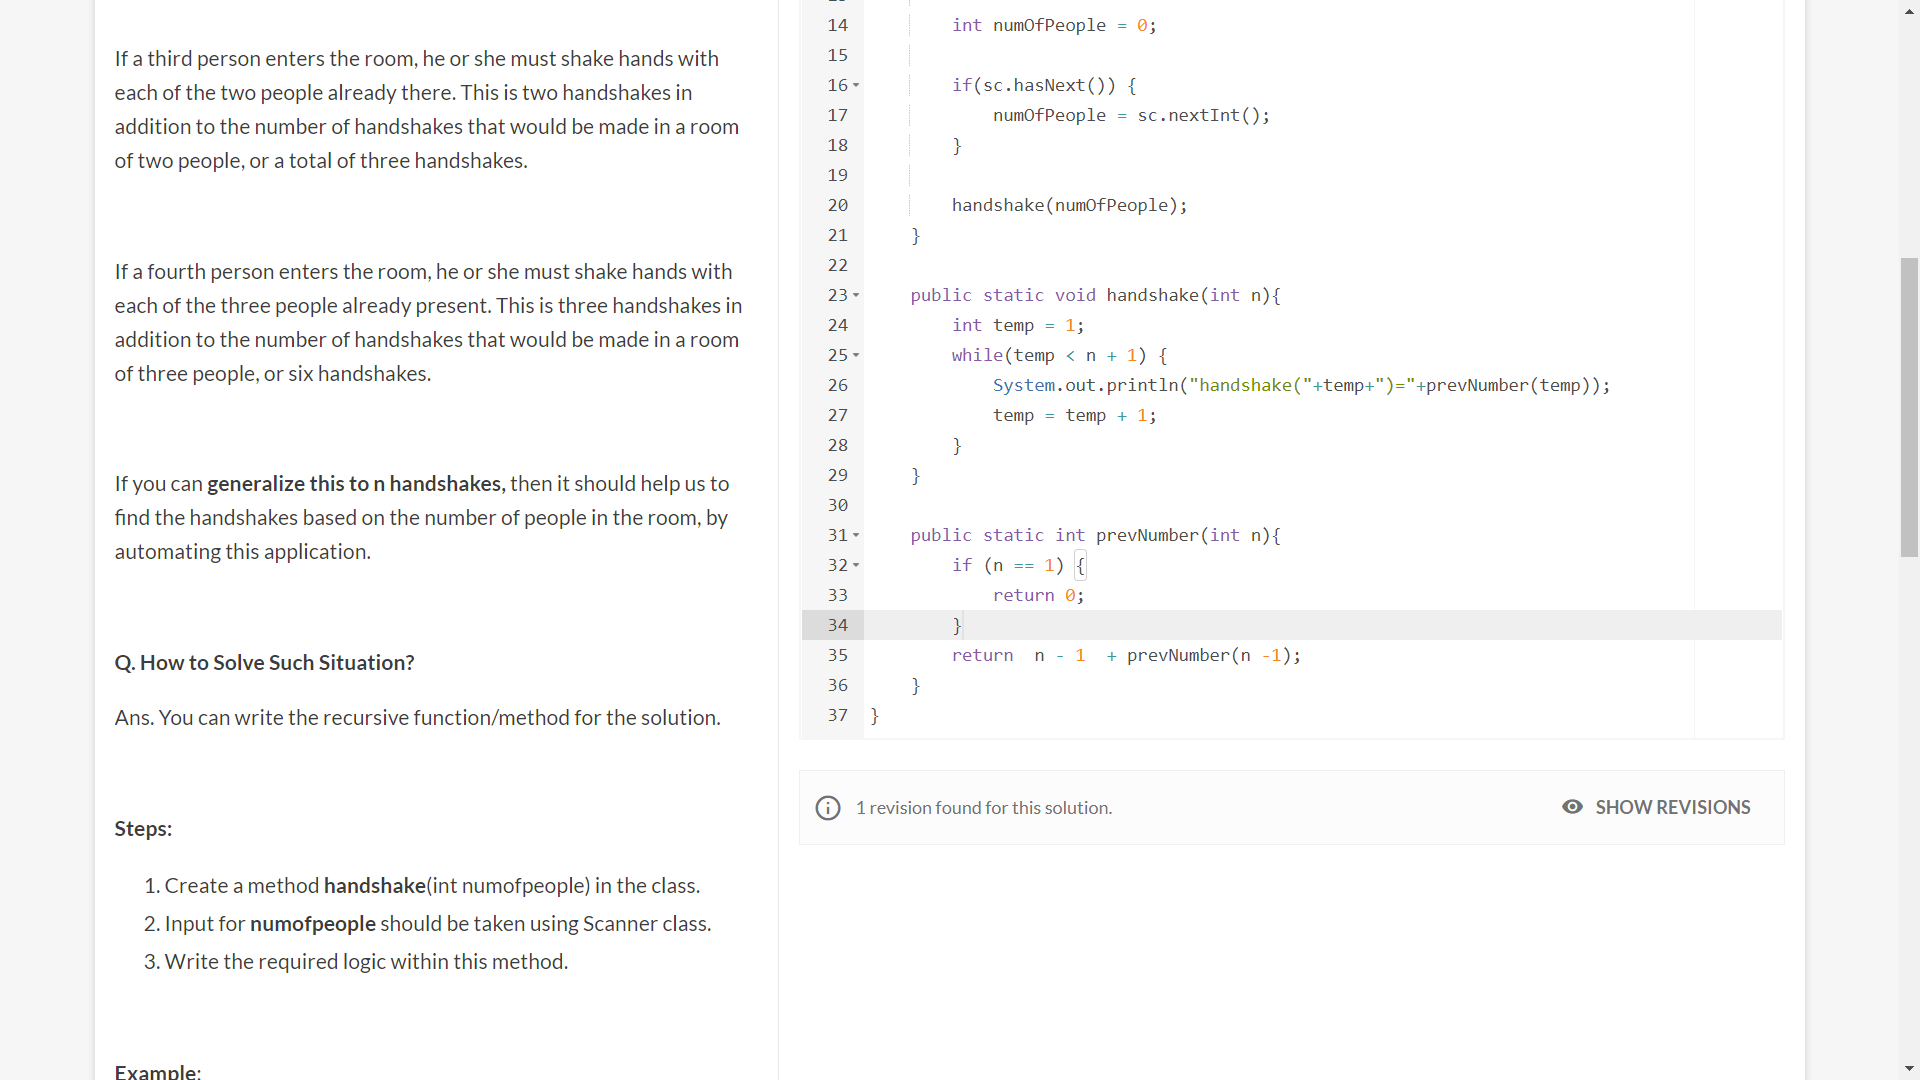 If a third person enters the room, he or she must shake hands with
each of the two people already there. This is two handshakes in
addition to the number of handshakes that would be made in a room
of two people, or a total of three handshakes.
If a fourth person enters the room, he or she must shake hands with
each of the three people already present. This is three handshakes in
addition to the number of handshakes that would be made in a room
of three people, or six handshakes.
If you can generalize this to n handshakes, then it should help us to
find the handshakes based on the number of people in the room, by
automating this application.
Q. How to Solve Such Situation?
Ans. You can write the recursive function/method for the solution.
Steps:
1. Create a method handshake(int numofpeople) in the class.
2. Input for numofpeople should be taken using Scanner class.
3. Write the required logic within this method.
Example:
14 int numOfPeople = 0;
15
16 if(sc.hasNext()) {
17 numOfPeople = sc.nextInt();
18 }
19
20 handshake(numOfPeople);
21 }
22
23 public static void handshake(int n){
24 int temp = 1;
25 while(temp < n + 1) {
26 System.out.println("handshake("+temp+")="+prevNumber(temp));
27 temp = temp + 1;
28 }
29 }
30
31 public static int prevNumber(int n){
32 if (n == 1) {
33 return 0;
34 }
35 return  n - 1  + prevNumber(n -1);
36 }
37 }
1 revision found for this solution.
SHOW REVISIONS